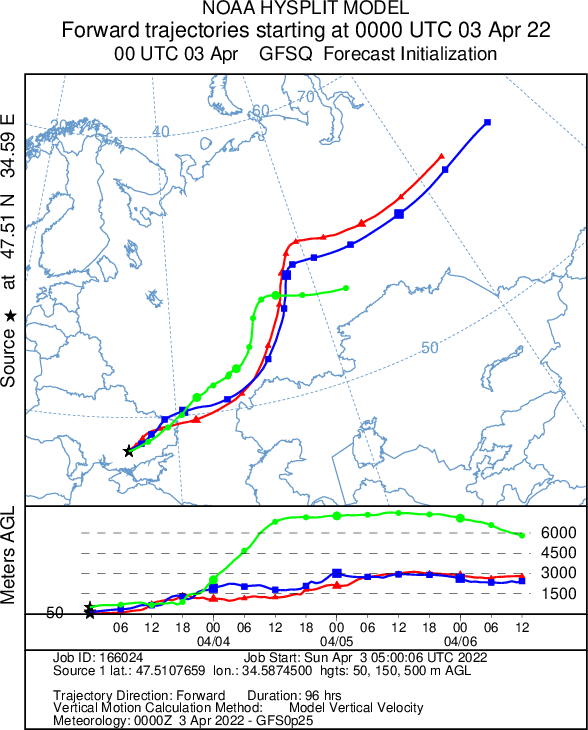 NOAA HYSPLIT MODEL
Forward trajectories starting at 0000 UTC 03 Apr 22
00 UTC 03 Apr    GFSQ  Forecast Initialization
Source ★ at 47.51 N 34.59 E
20
40
60
70
50
Meters AGL
6000
4500
3000
1500
50
06 12 18 00 06 12 18 00 06 12 18 00 06 12
04/04 04/05 04/06
Job ID: 166024 Job Start: Sun Apr 3 05:00:06 UTC 2022
Source 1 lat.: 47.5107659 lon.: 34.5874500 hgts: 50, 150, 500 m AGL
Trajectory Direction: Forward Duration: 96 hrs
Vertical Motion Calculation Method: Model Vertical Velocity
Meteorology: 0000Z 3 Apr 2022 - GFS0p25